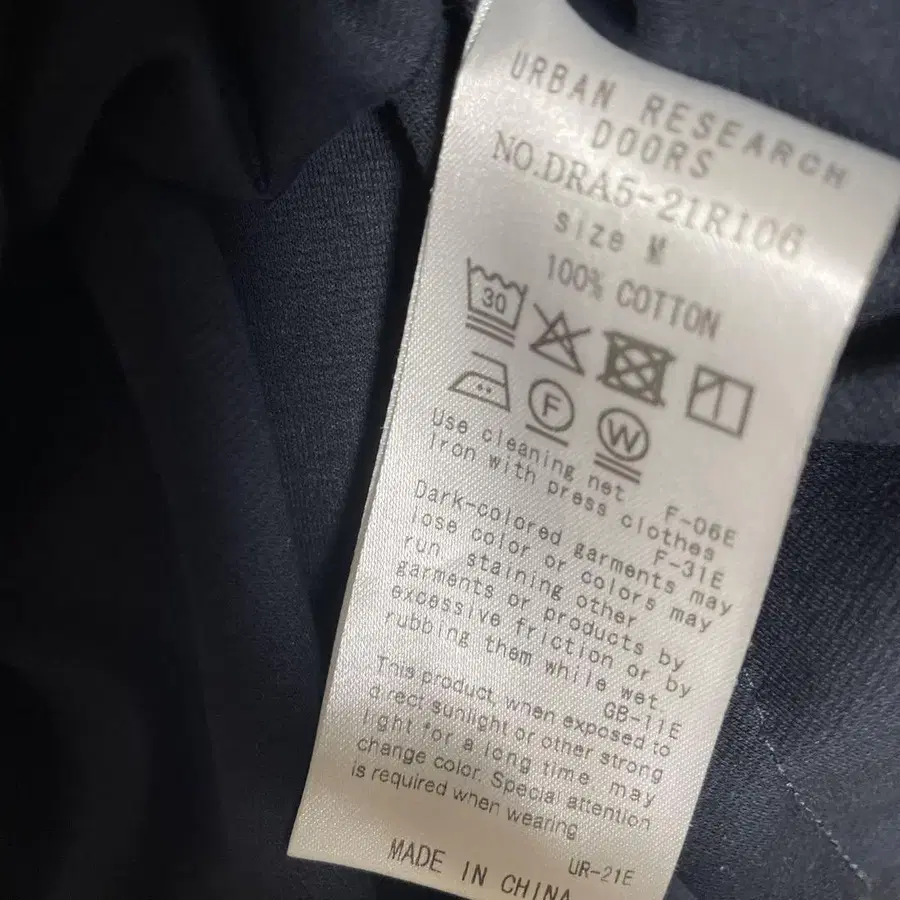 URBAN RESEARCH
DOORS
NO.DRA5-21R106
size M
100% COTTON
30
F
W
Use cleaning net F-06E
Iron with press clothes
F-31E
Dark-colored garments may
lose color or colors may
run staining other
garments or products by
excessive friction or by
rubbing them while wet.
GB-11E
This product, when exposed to
direct sunlight or other strong
light for a long time may
change color. Special attention
is required when wearing
UR-21E
MADE IN CHINA